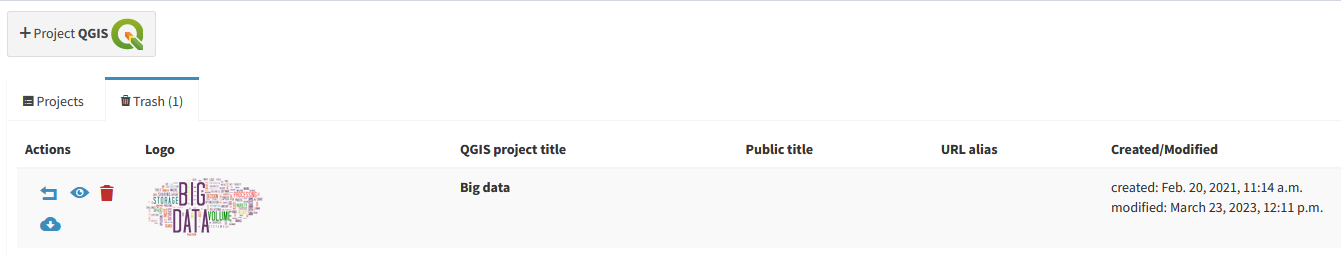 Project QGIS
Projects
Trash (1)
Actions Logo QGIS project title Public title URL alias Created/Modified
BIG
DATA
STORAGE
VOLUME
PROCESSING
Big data
created: Feb. 20, 2021, 11:14 a.m.
modified: March 23, 2023, 12:11 p.m.